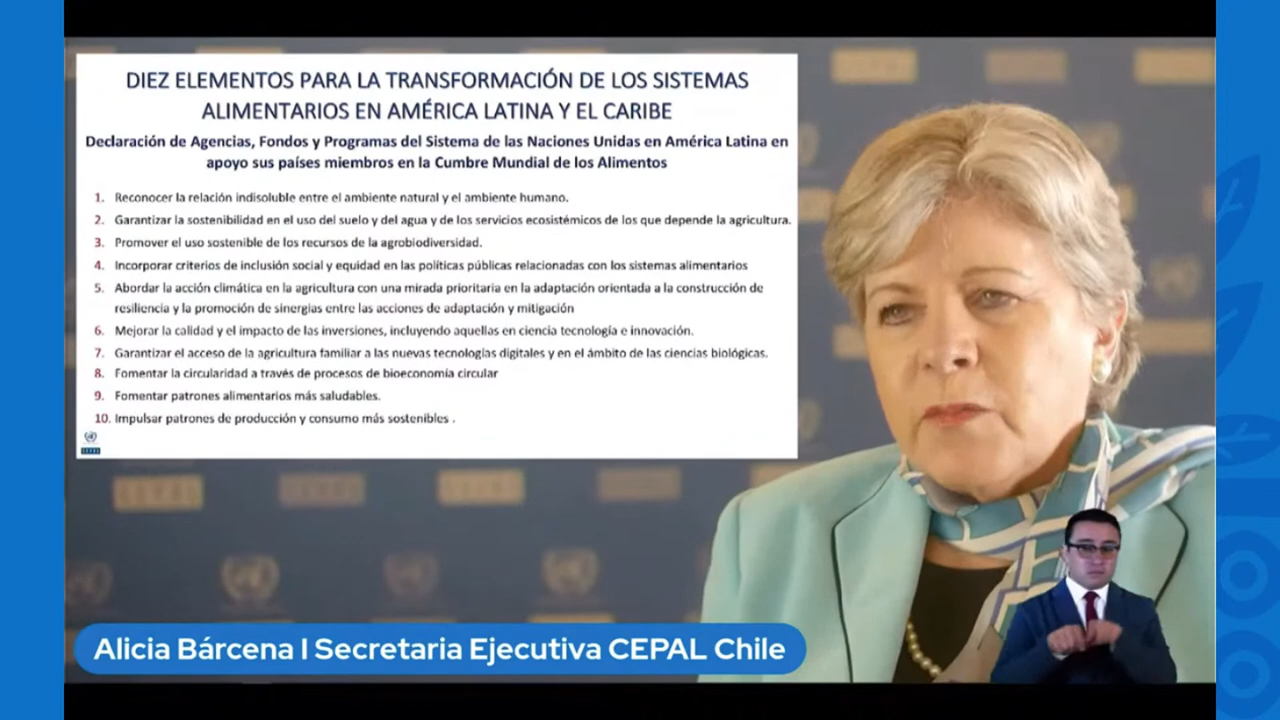 DIEZ ELEMENTOS PARA LA TRANSFORMACIÓN DE LOS SISTEMAS
ALIMENTARIOS EN AMÉRICA LATINA Y EL CARIBE
Declaración de Agencias, Fondos y Programas del Sistema de las Naciones Unidas en América Latina en
apoyo sus países miembros en la Cumbre Mundial de los Alimentos
1. Reconocer la relación indisoluble entre el ambiente natural y el ambiente humano.
2. Garantizar la sostenibilidad en el uso del suelo y del agua y de los servicios ecosistémicos de los que depende la agricultura.
3. Promover el uso sostenible de los recursos de la agrobiodiversidad.
4. Incorporar criterios de inclusión social y equidad en las políticas públicas relacionadas con los sistemas alimentarios
5. Abordar la acción climática en la agricultura con una mirada prioritaria en la adaptación orientada a la construcción de
resiliencia y la promoción de sinergias entre las acciones de adaptación y mitigación
6. Mejorar la calidad y el impacto de las inversiones, incluyendo aquellas en ciencia tecnología e innovación.
7. Garantizar el acceso de la agricultura familiar a las nuevas tecnologías digitales y en el ámbito de las ciencias biológicas.
8. Fomentar la circularidad a través de procesos de bioeconomía circular
9. Fomentar patrones alimentarios más saludables.
10. Impulsar patrones de producción y consumo más sostenibles .
CEPAL
Alicia Bárcena I Secretaria Ejecutiva CEPAL Chile